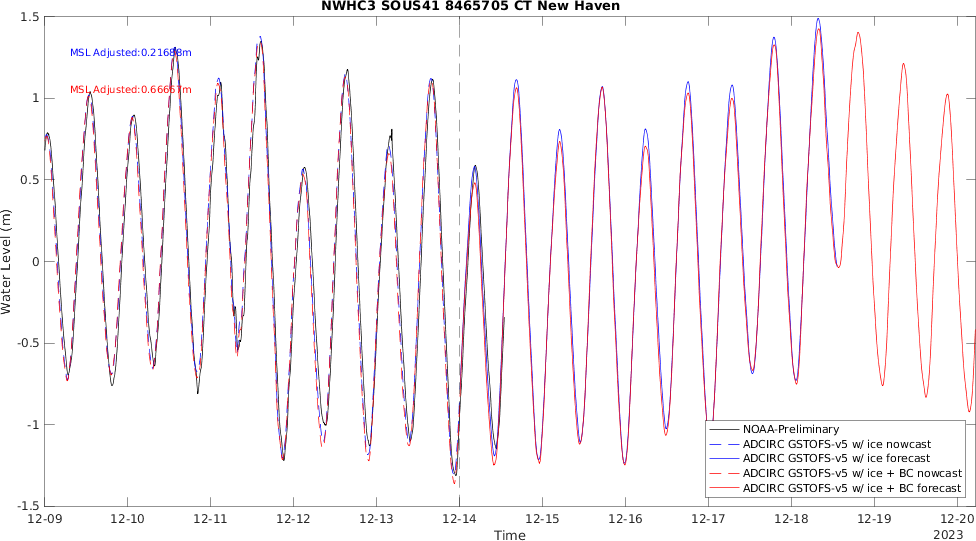 NWHC3 SOUS41 8465705 CT New Haven
1.5
1
0.5
0
-0.5
-1
-1.5
Water Level (m)
MSL Adjusted:0.21688m
MSL Adjusted:0.66667m
NOAA-Preliminary
ADCIRC GSTOFS-v5 w/ ice nowcast
ADCIRC GSTOFS-v5 w/ ice forecast
ADCIRC GSTOFS-v5 w/ ice + BC nowcast
ADCIRC GSTOFS-v5 w/ ice + BC forecast
12-09 12-10 12-11 12-12 12-13 12-14 12-15 12-16 12-17 12-18 12-19 12-20
Time
2023